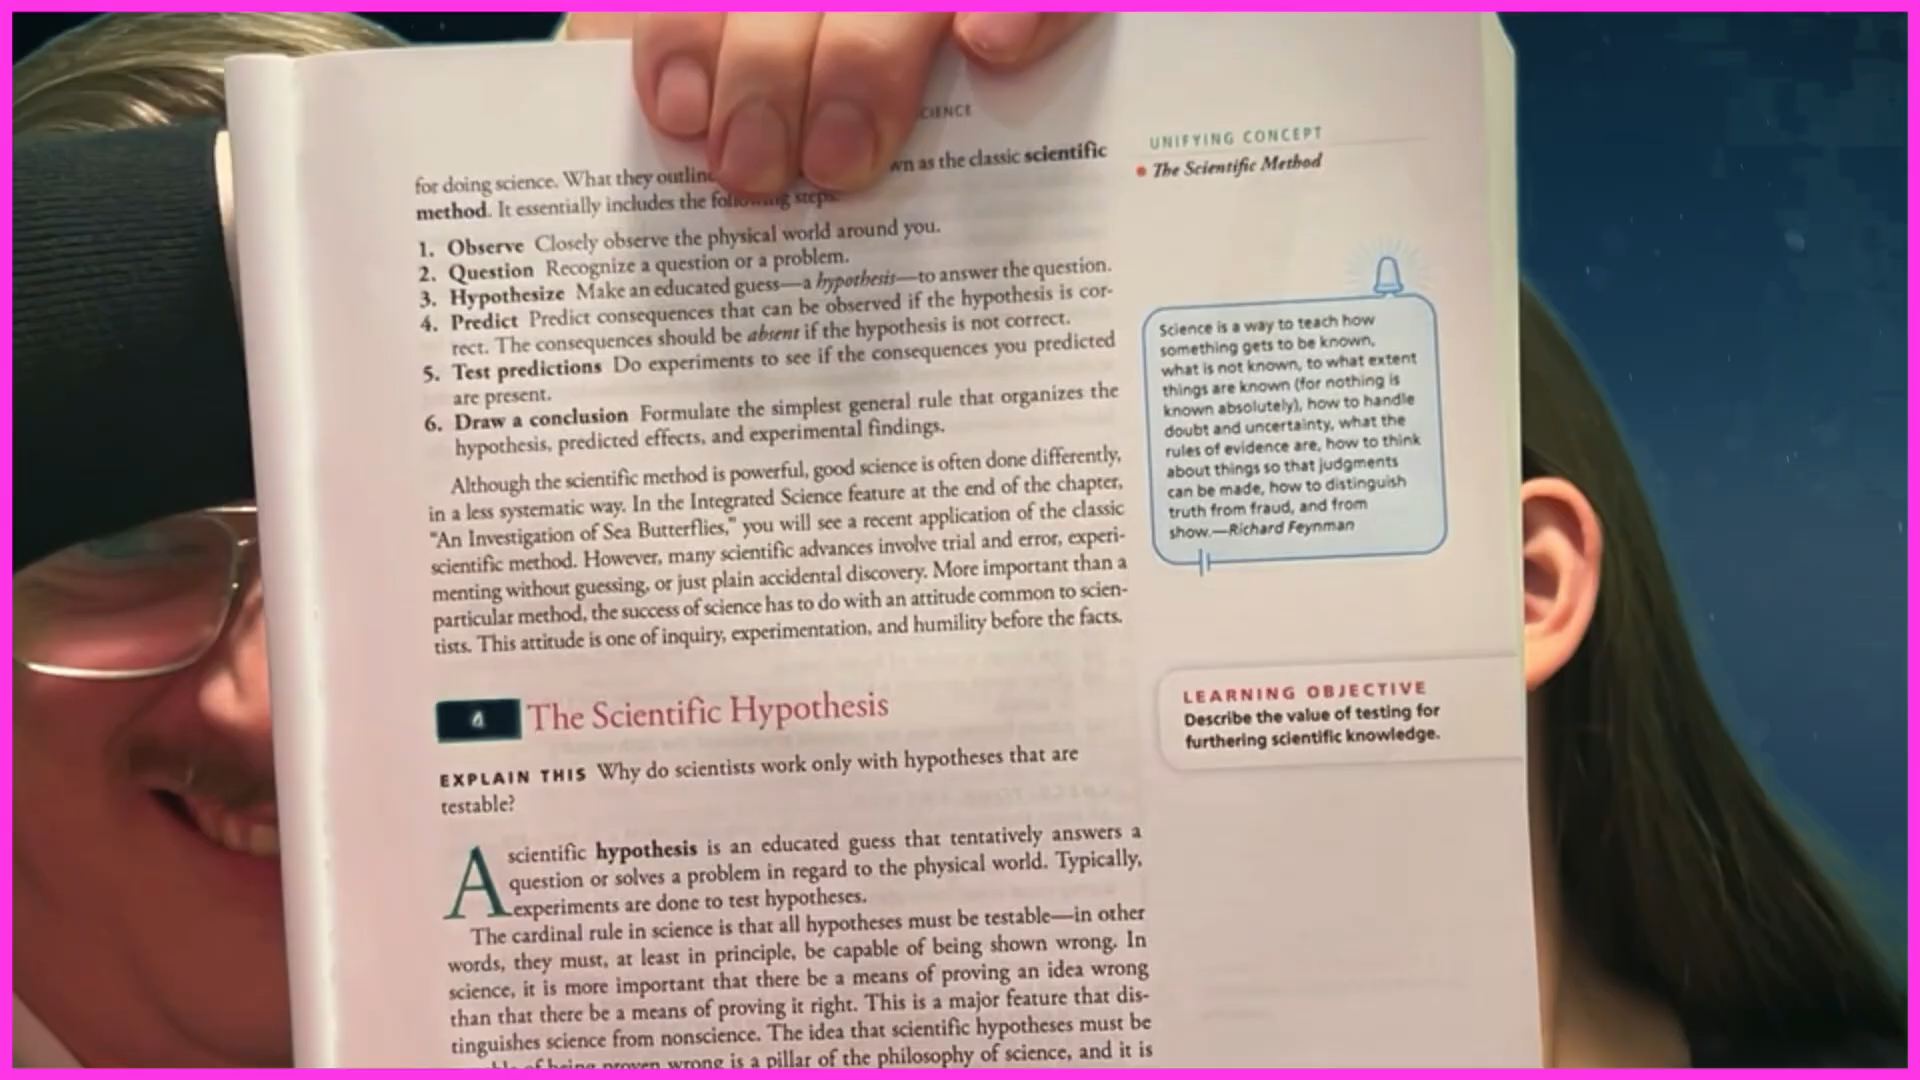 CIENCE
for doing science. What they outline wn as the classic scientific
method. It essentially includes the following steps.
1. Observe Closely observe the physical world around you.
2. Question Recognize a question or a problem.
3. Hypothesize Make an educated guess—a hypothesis—to answer the question.
4. Predict Predict consequences that can be observed if the hypothesis is cor-
rect. The consequences should be absent if the hypothesis is not correct.
5. Test predictions Do experiments to see if the consequences you predicted
are present.
6. Draw a conclusion Formulate the simplest general rule that organizes the
hypothesis, predicted effects, and experimental findings.
Although the scientific method is powerful, good science is often done differently,
in a less systematic way. In the Integrated Science feature at the end of the chapter,
"An Investigation of Sea Butterflies," you will see a recent application of the classic
scientific method. However, many scientific advances involve trial and error, experi-
menting without guessing, or just plain accidental discovery. More important than a
particular method, the success of science has to do with an attitude common to scien-
tists. This attitude is one of inquiry, experimentation, and humility before the facts.
The Scientific Hypothesis
EXPLAIN THIS Why do scientists work only with hypotheses that are
testable?
A scientific hypothesis is an educated guess that tentatively answers a
question or solves a problem in regard to the physical world. Typically,
experiments are done to test hypotheses.
The cardinal rule in science is that all hypotheses must be testable—in other
words, they must, at least in principle, be capable of being shown wrong. In
science, it is more important that there be a means of proving an idea wrong
than that there be a means of proving it right. This is a major feature that dis-
tinguishes science from nonscience. The idea that scientific hypotheses must be
of being proven wrong is a pillar of the philosophy of science, and it is
UNIFYING CONCEPT
• The Scientific Method
Science is a way to teach how
something gets to be known,
what is not known, to what extent
things are known (for nothing is
known absolutely), how to handle
doubt and uncertainty, what the
rules of evidence are, how to think
about things so that judgments
can be made, how to distinguish
truth from fraud, and from
show.—Richard Feynman
LEARNING OBJECTIVE
Describe the value of testing for
furthering scientific knowledge.